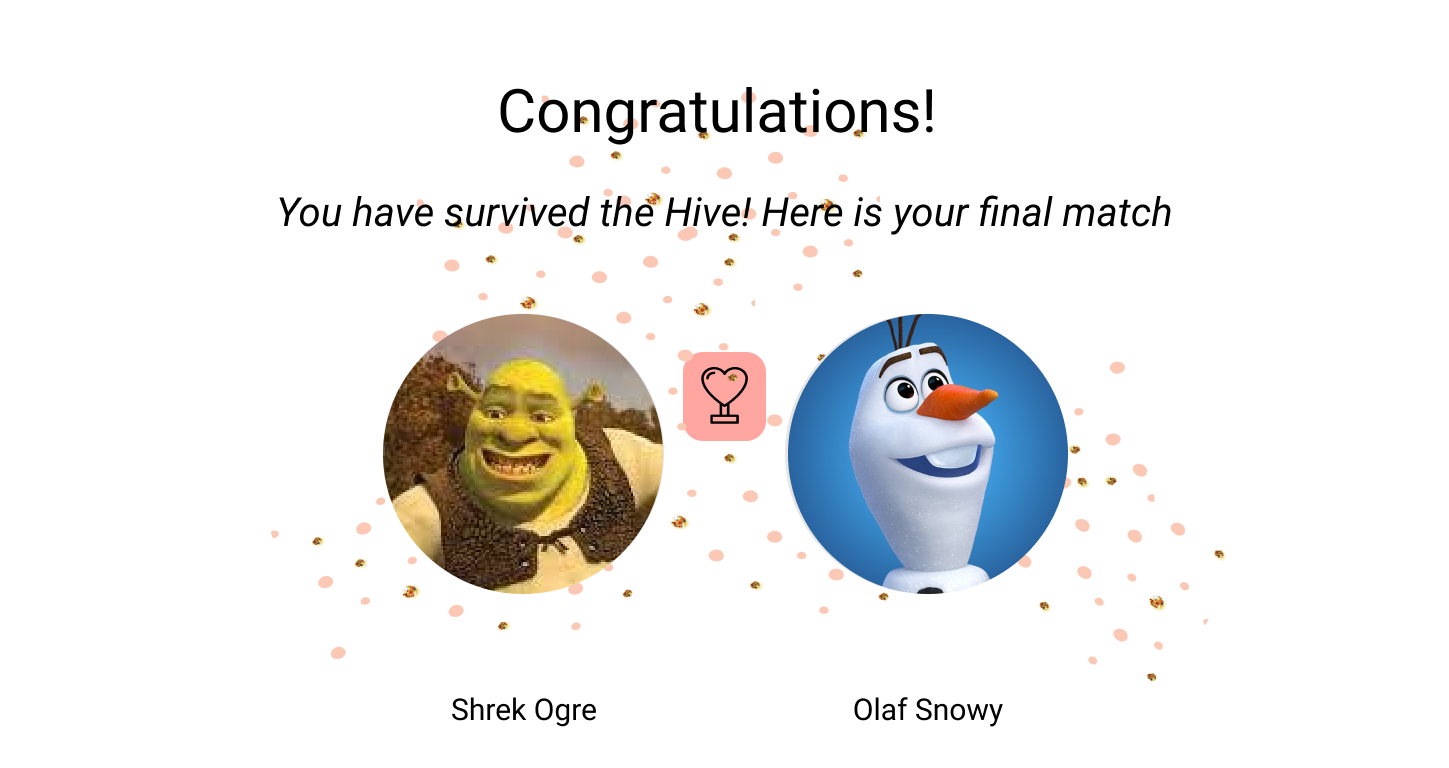 Congratulations!
You have survived the Hive! Here is your final match
Shrek Ogre
Olaf Snowy